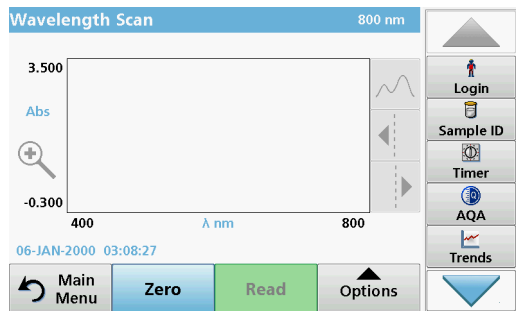 Wavelength Scan
800 nm
3.500
Abs
-0.300
400
λ nm
800
06-JAN-2000 03:08:27
Main
Menu
Zero
Read
Options
Login
Sample ID
Timer
AQA
Trends